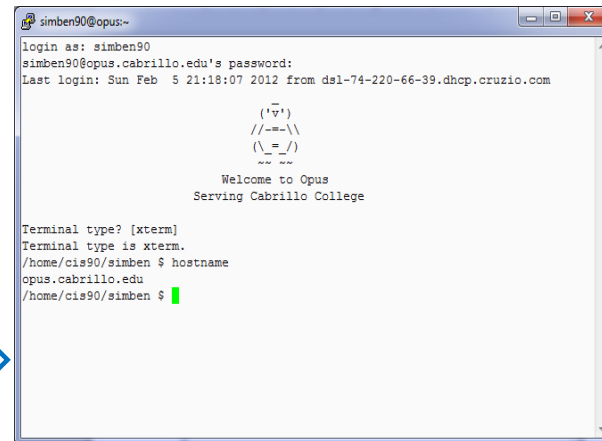 simben90@opus:~
login as: simben90
simben90@opus.cabrillo.edu's password:
Last login: Sun Feb  5 21:18:07 2012 from dsl-74-220-66-39.dhcp.cruzio.com
_
('v')
//-=-\\
(\_=_/)
~~ ~~
Welcome to Opus
Serving Cabrillo College
Terminal type? [xterm]
Terminal type is xterm.
/home/cis90/simben $ hostname
opus.cabrillo.edu
/home/cis90/simben $